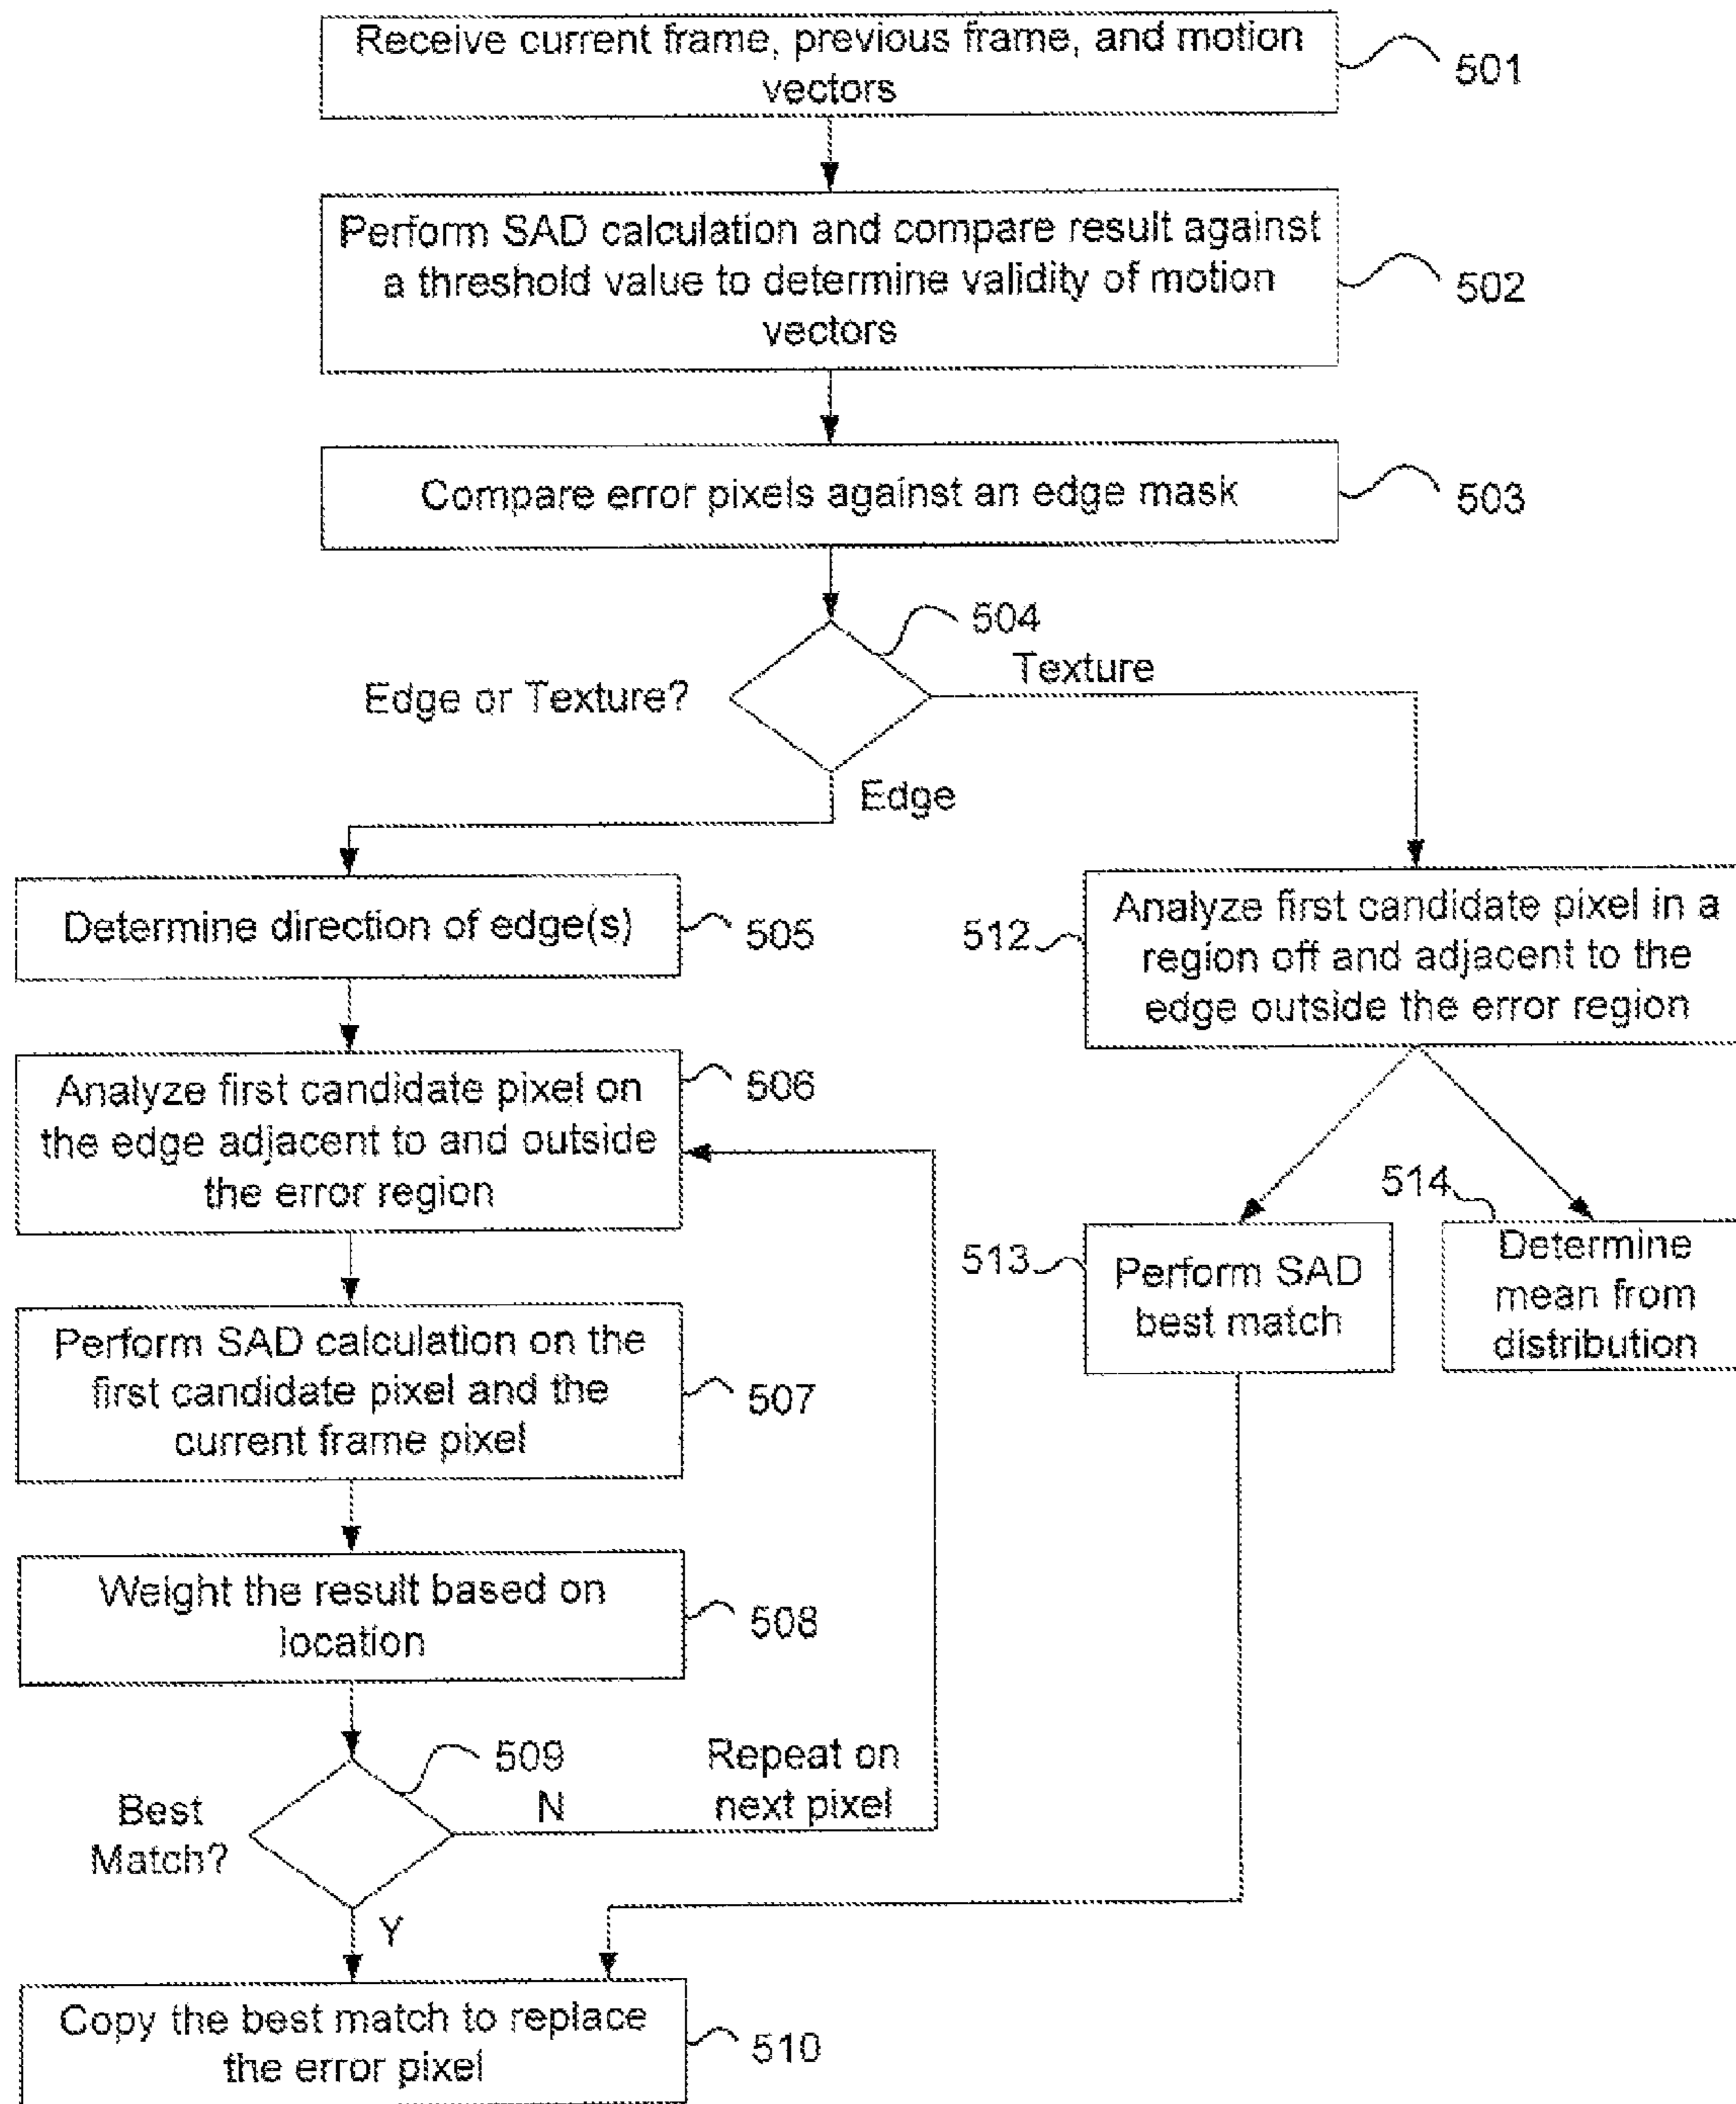 Receive current frame, previous frame, and motion
vectors
501
Perform SAD calculation and compare result against
a threshold value to determine validity of motion
vectors
502
Compare error pixels against an edge mask
503
504
Edge or Texture?
Texture
Edge
Determine direction of edge(s)
505
512
Analyze first candidate pixel in a
region off and adjacent to the
edge outside the error region
Analyze first candidate pixel on
the edge adjacent to and outside
the error region
506
513
Perform SAD
best match
514
Determine
mean from
distribution
Perform SAD calculation on the
first candidate pixel and the
current frame pixel
507
Weight the result based on
location
508
509
Best
Match?
N
Repeat on
next pixel
Y
Copy the best match to replace
the error pixel
510